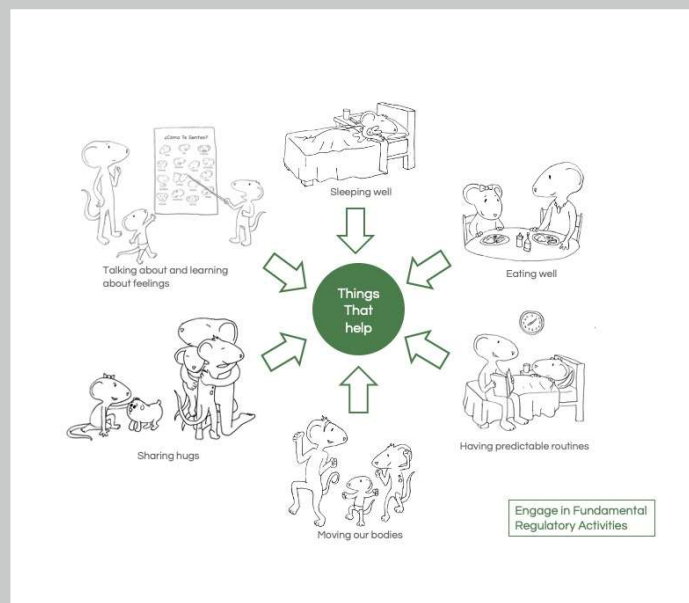 ¿Cómo Te Sientes?
Sleeping well
Talking about and learning
about feelings
Eating well
Things
That
help
Sharing hugs
Having predictable routines
Moving our bodies
Engage in Fundamental
Regulatory Activities